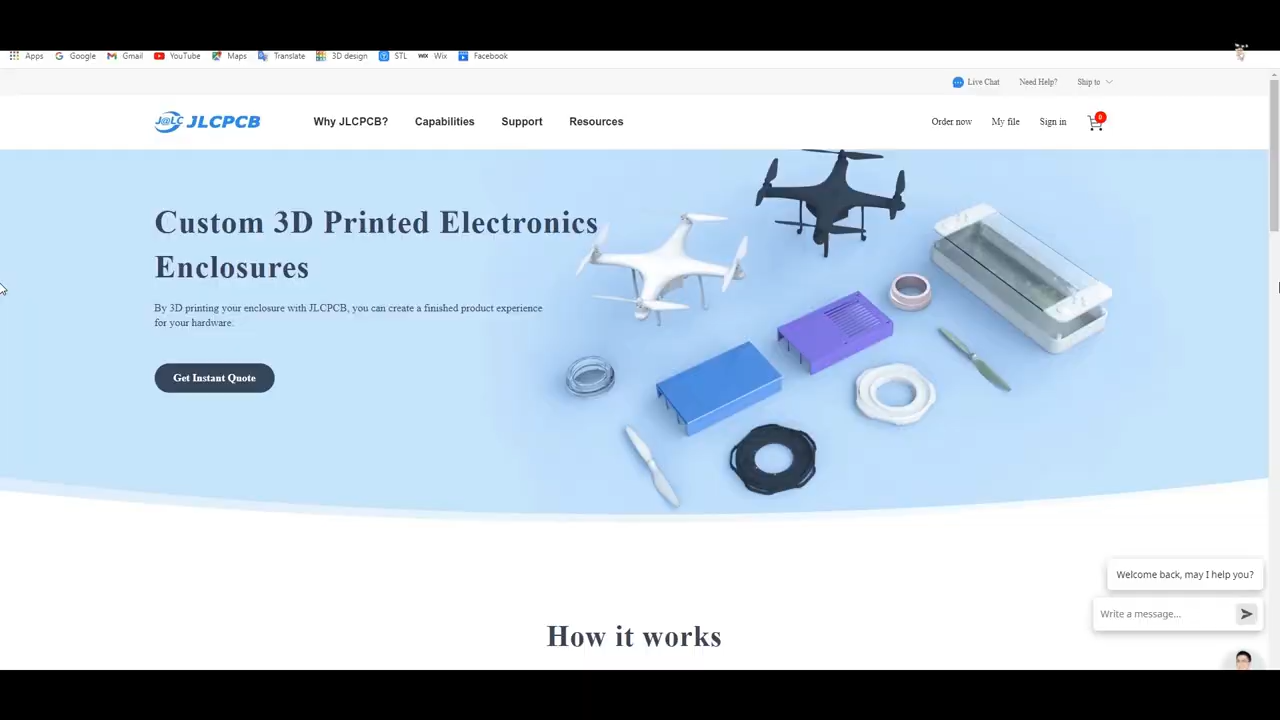 Apps Google Gmail YouTube Maps Translate 3D design STL WIX Wix Facebook
Live Chat Need Help? Ship to
J@LC JLCPCB Why JLCPCB? Capabilities Support Resources Order now My file Sign in 0
Custom 3D Printed Electronics
Enclosures
By 3D printing your enclosure with JLCPCB, you can create a finished product experience
for your hardware.
Get Instant Quote
How it works
Welcome back, may I help you?
Write a message...